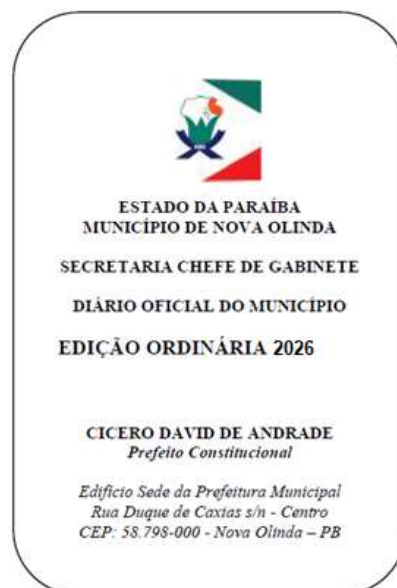 ESTADO DA PARAÍBA
MUNICÍPIO DE NOVA OLINDA
SECRETARIA CHEFE DE GABINETE
DIÁRIO OFICIAL DO MUNICÍPIO
EDIÇÃO ORDINÁRIA 2026
CICERO DAVID DE ANDRADE
Prefeito Constitucional
Edifício Sede da Prefeitura Municipal
Rua Duque de Caxias s/n - Centro
CEP: 58.798-000 - Nova Olinda – PB